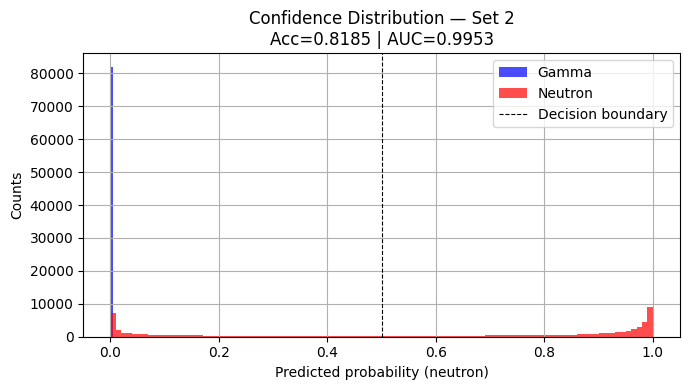 Confidence Distribution — Set 2
Acc=0.8185 | AUC=0.9953
Gamma
Neutron
Decision boundary
Counts
80000
70000
60000
50000
40000
30000
20000
10000
0
0.0 0.2 0.4 0.6 0.8 1.0
Predicted probability (neutron)